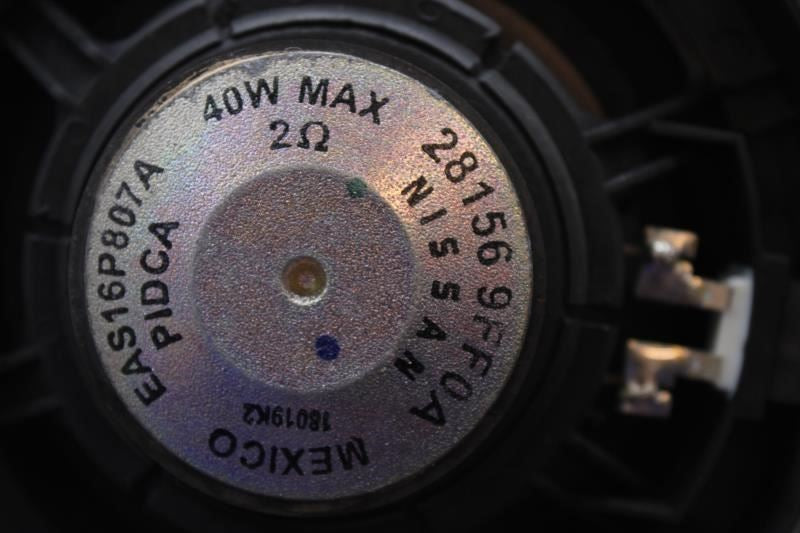 40W MAX
2Ω
28156 9FF0A
NISSAN
EAS16P807A
PIDCA
18019K2
MEXICO